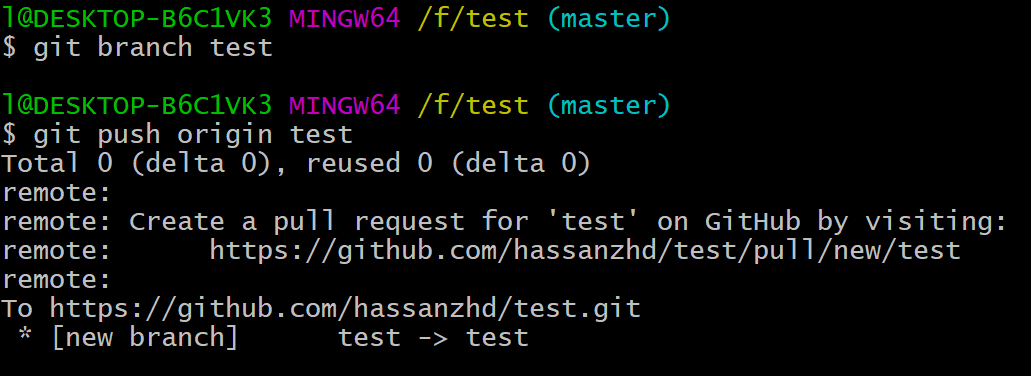 l@DESKTOP-B6C1VK3 MINGW64 /f/test (master)
$ git branch test
l@DESKTOP-B6C1VK3 MINGW64 /f/test (master)
$ git push origin test
Total 0 (delta 0), reused 0 (delta 0)
remote:
remote: Create a pull request for 'test' on GitHub by visiting:
remote:      https://github.com/hassanzhd/test/pull/new/test
remote:
To https://github.com/hassanzhd/test.git
 * [new branch]      test -> test